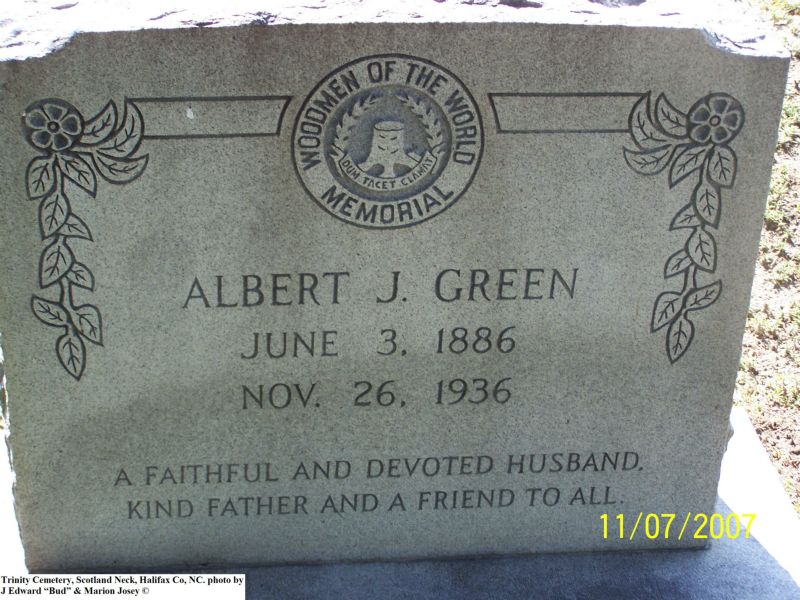 WOODMEN OF THE WORLD
DUM TACET CLAMAT
MEMORIAL
ALBERT J. GREEN
JUNE 3, 1886
NOV. 26, 1936
A FAITHFUL AND DEVOTED HUSBAND,
KIND FATHER AND A FRIEND TO ALL.
11/07/2007
Trinity Cemetery, Scotland Neck, Halifax Co, NC. photo by
J Edward “Bud” & Marion Josey ©